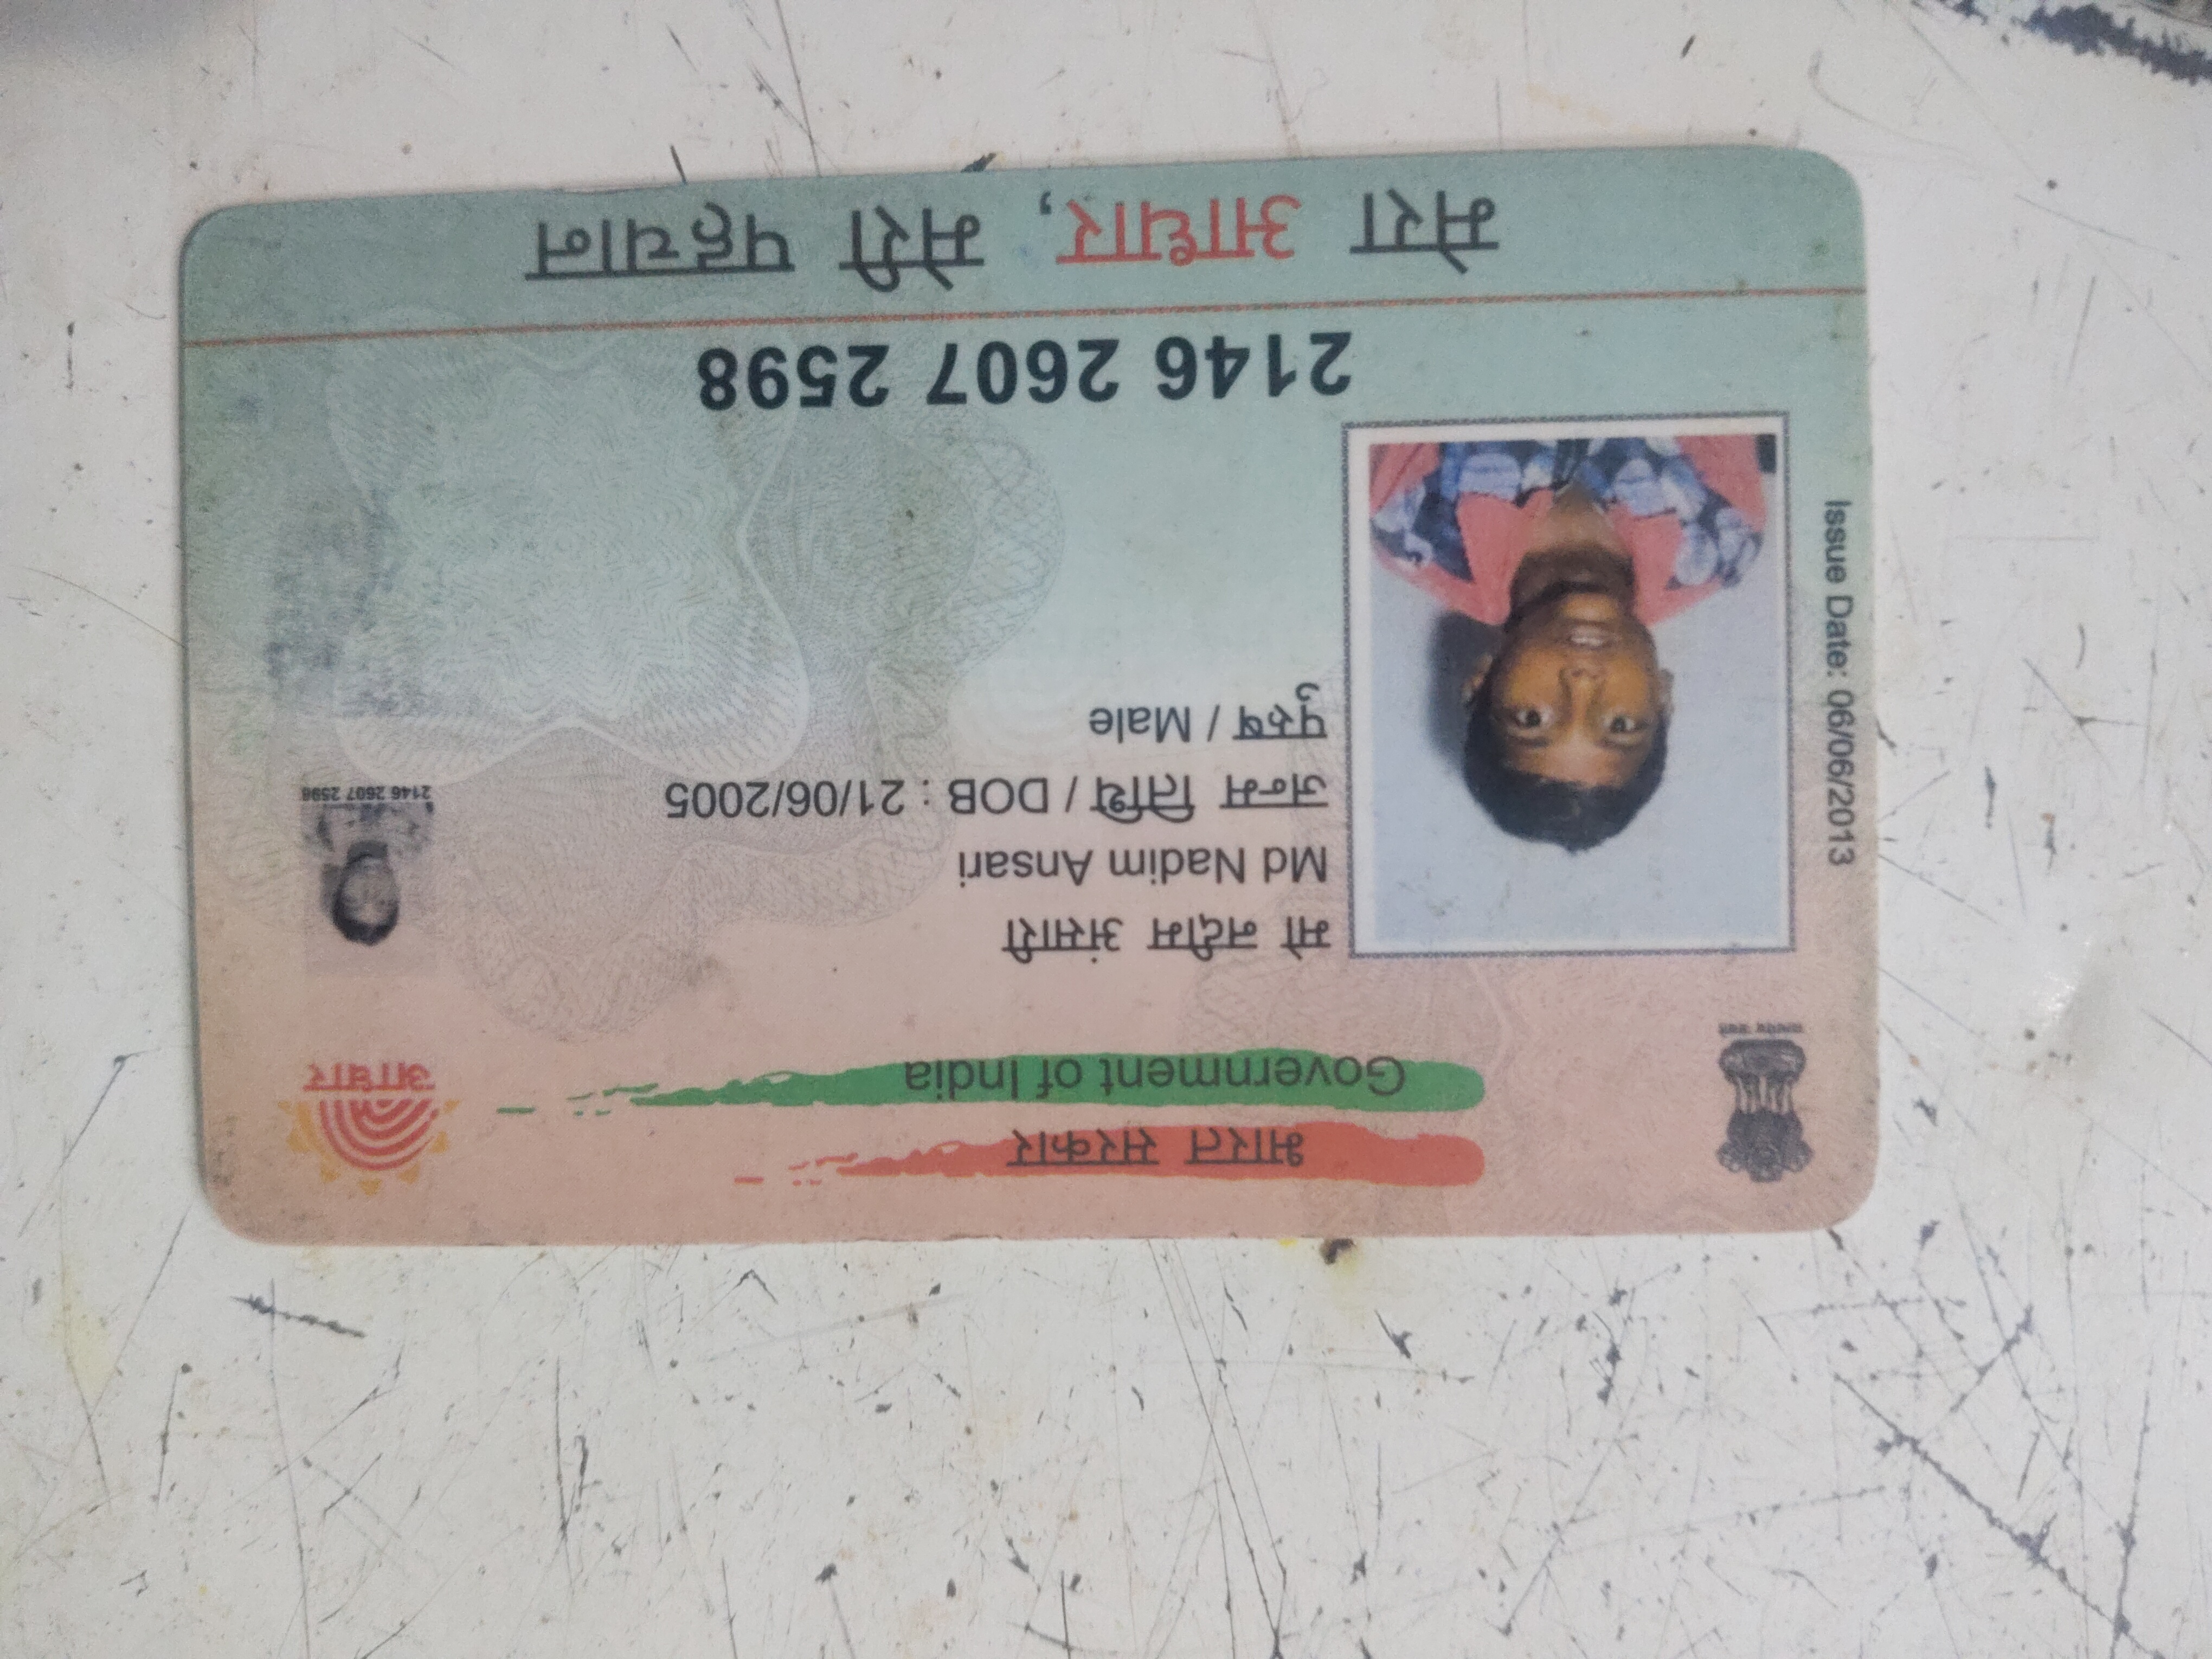 भारत सरकार
Government of India
आधार
मो नदीम अंसारी
Md Nadim Ansari
जन्म तिथि / DOB : 21/06/2005
पुरुष / Male
Issue Date: 06/06/2013
2146 2607 2598
2146 2607 2598
मेरा आधार, मेरी पहचान